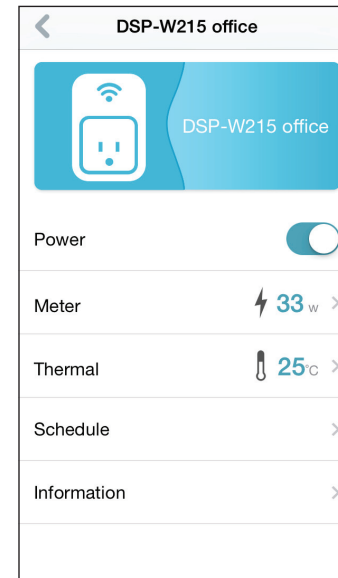 DSP-W215 office
DSP-W215 office
Power
Meter 33 w
Thermal 25°C
Schedule
Information